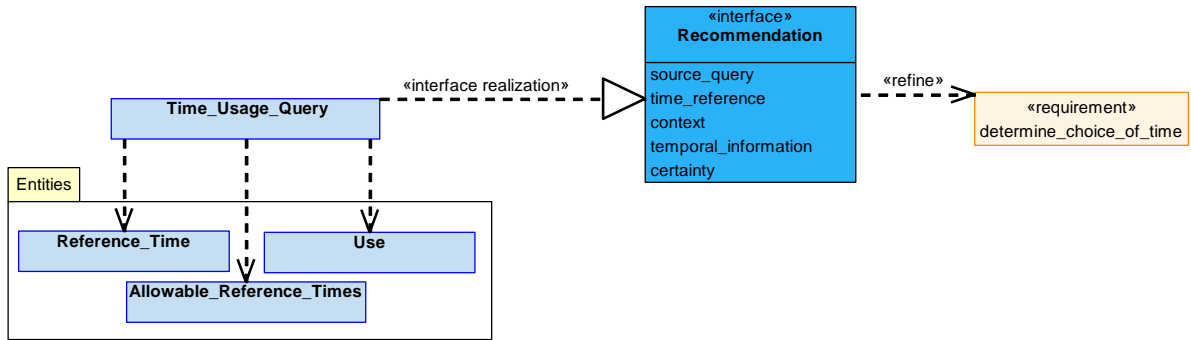 «interface»
Recommendation
source_query
time_reference
context
temporal_information
certainty
«interface realization»
«refine»
Time_Usage_Query
«requirement»
determine_choice_of_time
Entities
Reference_Time
Use
Allowable_Reference_Times